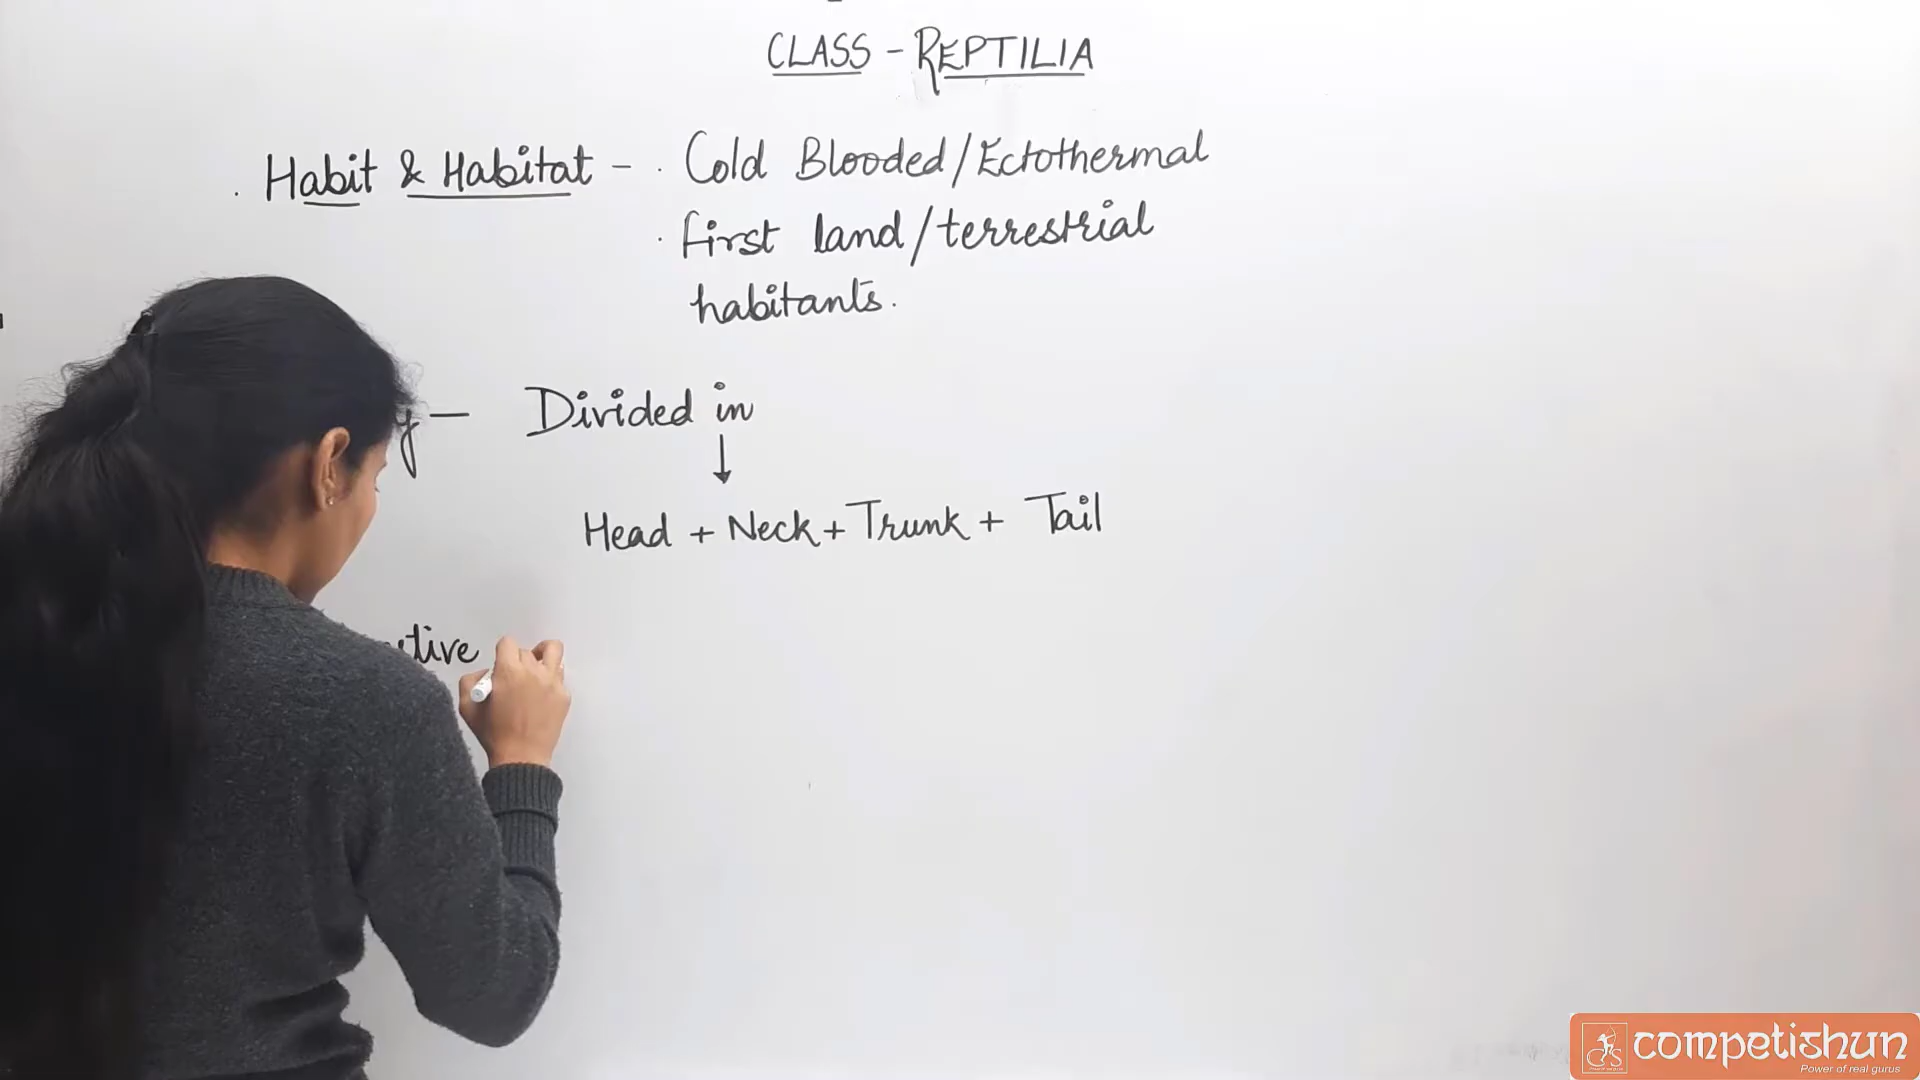 CLASS - REPTILIA
. Habit & Habitat - . Cold Blooded/Ectothermal
. first land/terrestrial
habitants.
y - Divided in
↓
Head + Neck + Trunk + Tail
tive
competishun
Power of real gurus